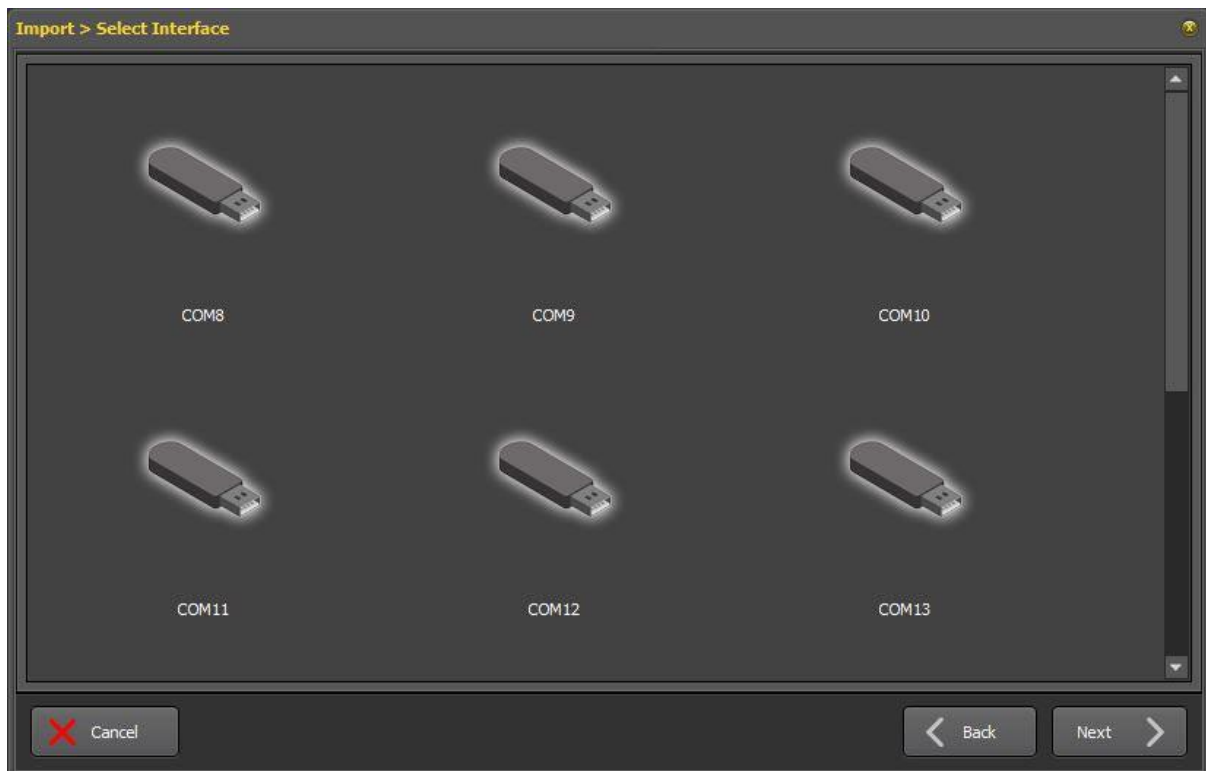 Import > Select Interface
COM8
COM9
COM10
COM11
COM12
COM13
Cancel
Back
Next